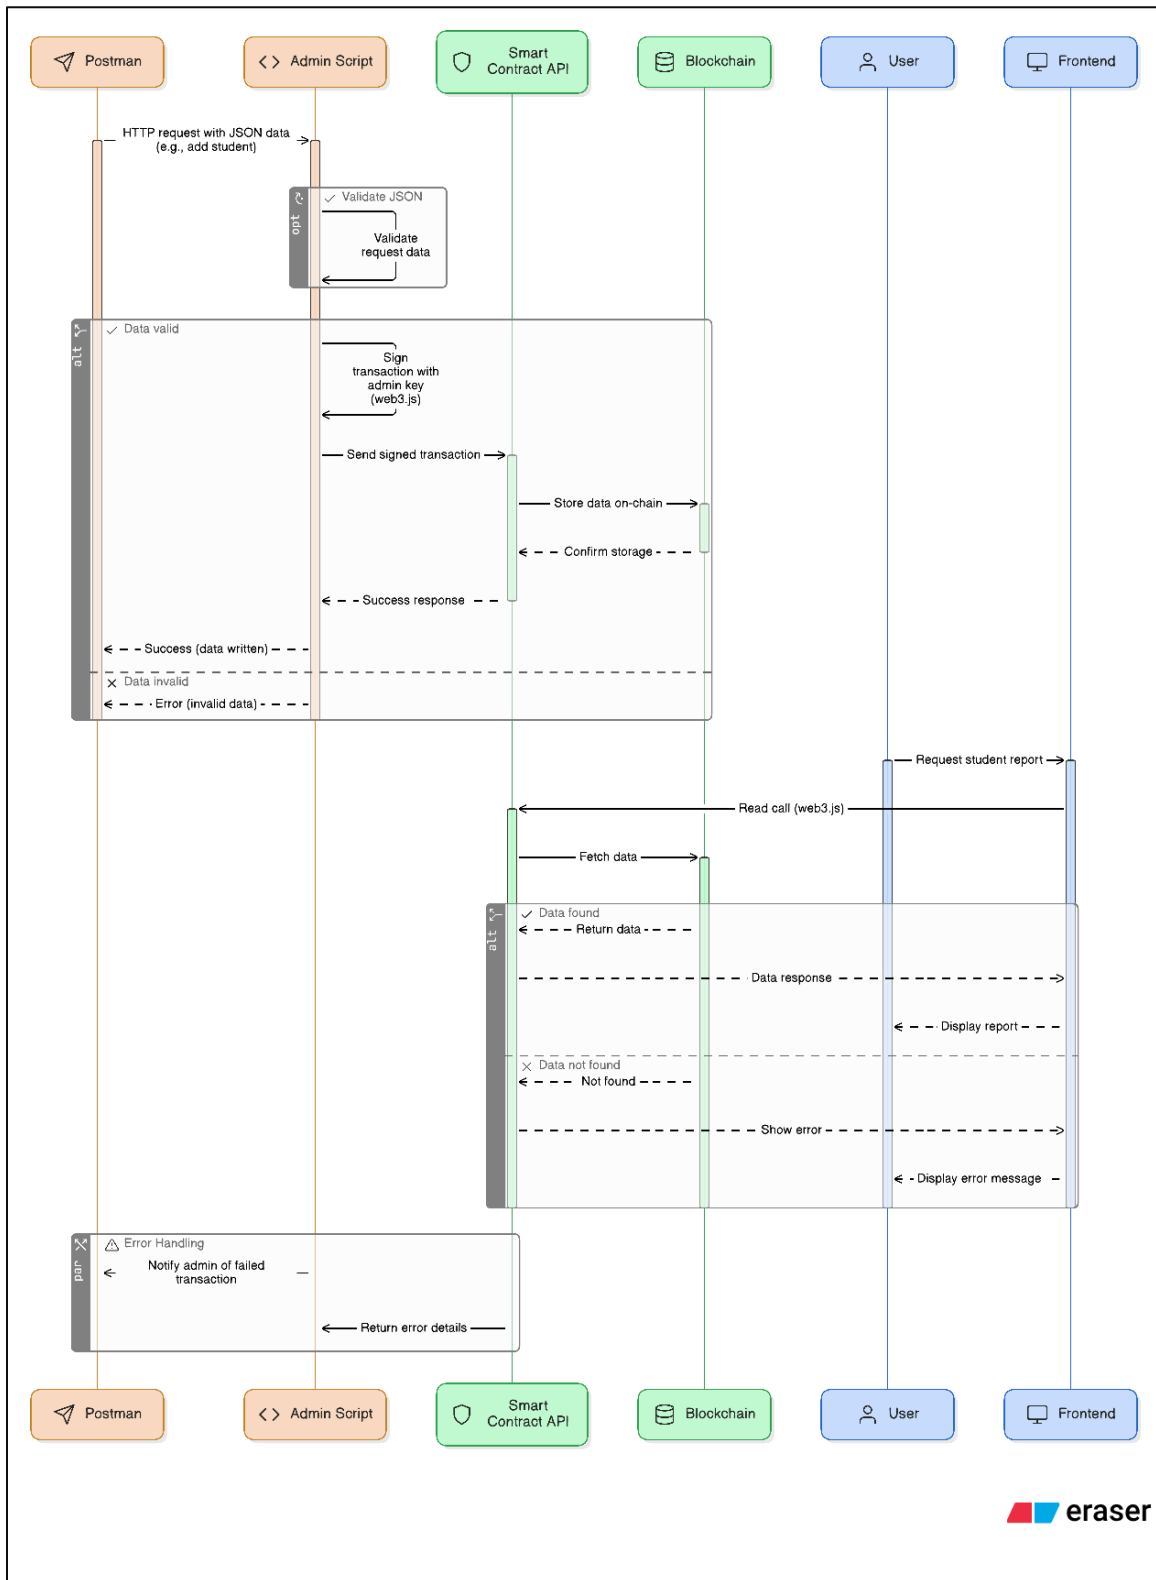 Postman
Admin Script
Smart
Contract API
Blockchain
User
Frontend
HTTP request with JSON data
(e.g., add student)
opt
Validate JSON
Validate
request data
alt
Data valid
Sign
transaction with
admin key
(web3.js)
Send signed transaction
Store data on-chain
Confirm storage
Success response
Success (data written)
Data invalid
Error (invalid data)
Request student report
Read call (web3.js)
Fetch data
alt
Data found
Return data
Data response
Display report
Data not found
Not found
Show error
Display error message
par
Error Handling
Notify admin of failed
transaction
Return error details
Postman
Admin Script
Smart
Contract API
Blockchain
User
Frontend
eraser